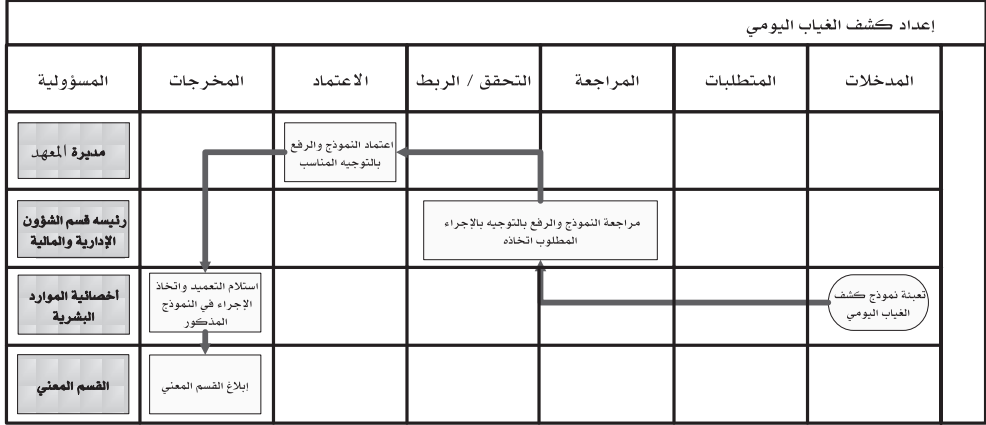 إعداد كشف الغياب اليومي
المدخلات
المتطلبات
المراجعة
التحقق / الربط
الاعتماد
المخرجات
المسؤولية
اعتماد النموذج والرفع
بالتوجيه المناسب
مديرة المعهد
مراجعة النموذج والرفع بالتوجيه بالإجراء
المطلوب اتخاذه
رئيسه قسم الشؤون
الإدارية والمالية
تعبئة نموذج كشف
الغياب اليومي
استلام التعميد واتخاذ
الإجراء في النموذج
المذكور
أخصائية الموارد
البشرية
إبلاغ القسم المعني
القسم المعني